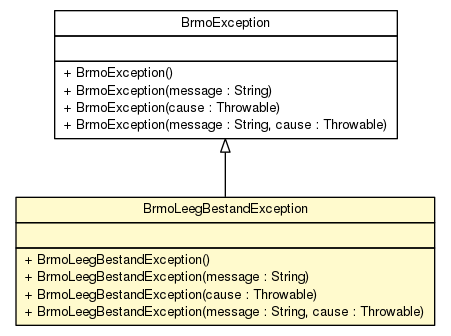 BrmoException
+ BrmoException()
+ BrmoException(message : String)
+ BrmoException(cause : Throwable)
+ BrmoException(message : String, cause : Throwable)
BrmoLeegBestandException
+ BrmoLeegBestandException()
+ BrmoLeegBestandException(message : String)
+ BrmoLeegBestandException(cause : Throwable)
+ BrmoLeegBestandException(message : String, cause : Throwable)